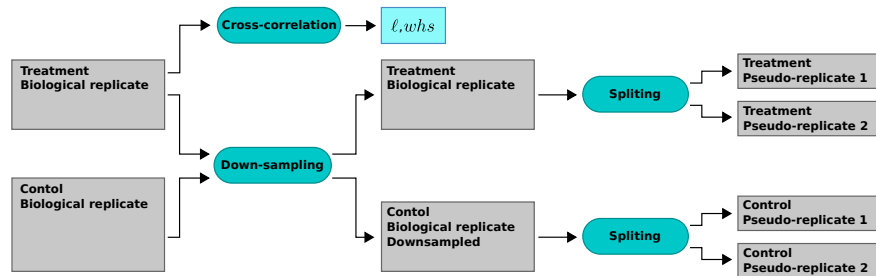 Cross-correlation
ℓ,whs
Treatment
Biological replicate
Treatment
Biological replicate
Spliting
Treatment
Pseudo-replicate 1
Treatment
Pseudo-replicate 2
Down-sampling
Contol
Biological replicate
Contol
Biological replicate
Downsampled
Spliting
Control
Pseudo-replicate 1
Control
Pseudo-replicate 2